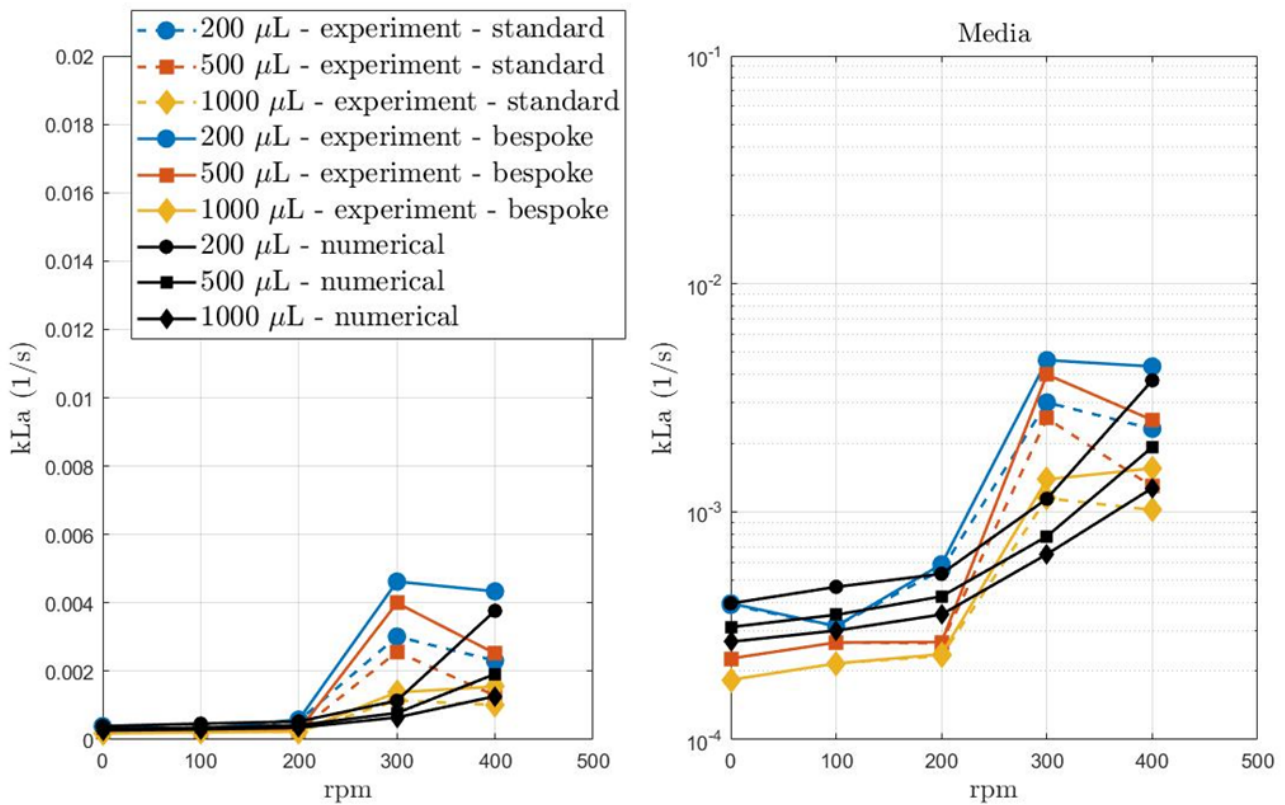 200 μL - experiment - standard
500 μL - experiment - standard
1000 μL - experiment - standard
200 μL - experiment - bespoke
500 μL - experiment - bespoke
1000 μL - experiment - bespoke
200 μL - numerical
500 μL - numerical
1000 μL - numerical
0.02
0.018
0.016
0.014
0.012
0.01
0.008
0.006
0.004
0.002
0
kLa (1/s)
0 100 200 300 400 500
rpm
Media
10⁻¹
10⁻²
10⁻³
10⁻⁴
kLa (1/s)
0 100 200 300 400 500
rpm